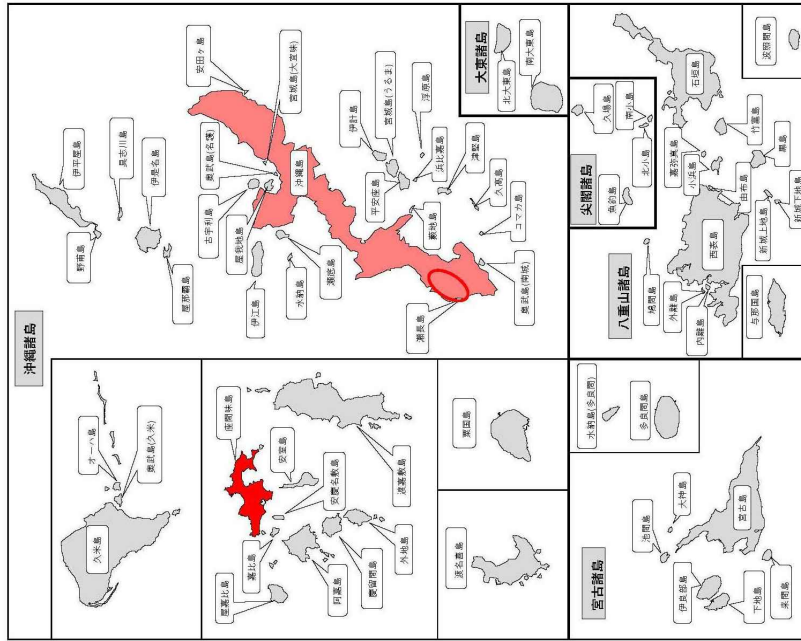 沖縄諸島
伊平屋島
野甫島
具志川島
伊是名島
屋那覇島
安田ヶ島
宮城島(大宜味)
奥武島(名護)
古宇利島
屋我地島
沖縄島
伊江島
水納島
瀬底島
伊計島
宮城島(うるま)
平安座島
浮原島
浜比嘉島
津堅島
藪地島
久高島
コマカ島
奥武島(南城)
瀬長島
大東諸島
北大東島
南大東島
オーハ島
奥武島(久米)
久米島
座間味島
安室島
安慶名敷島
嘉比島
屋嘉比島
阿嘉島
慶留間島
外地島
渡嘉敷島
粟国島
渡名喜島
尖閣諸島
久場島
南小島
北小島
魚釣島
八重山諸島
波照間島
石垣島
竹富島
嘉弥真島
小浜島
黒島
由布島
新城上地島
新城下地島
西表島
鳩間島
外離島
内離島
与那国島
宮古諸島
水納島(多良間)
多良間島
大神島
池間島
宮古島
伊良部島
下地島
来間島